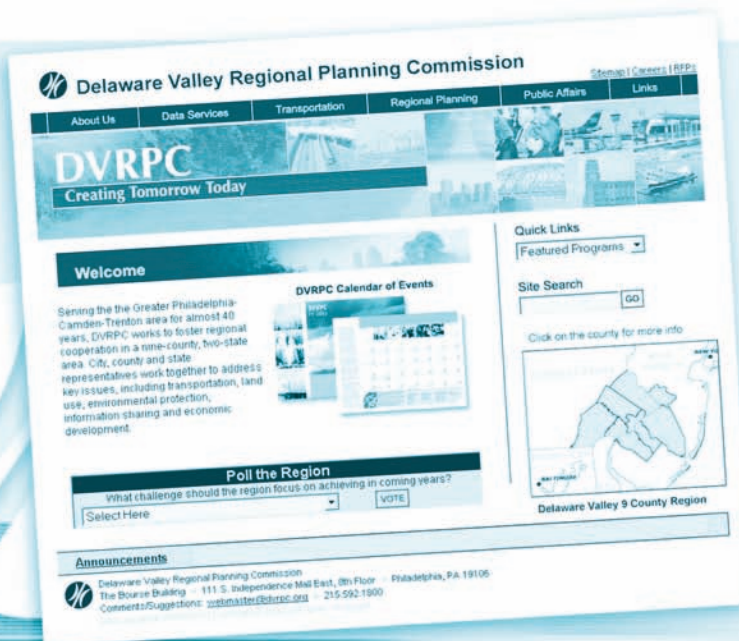 Delaware Valley Regional Planning Commission
Sitemap | Careers | RFPs
About Us Data Services Transportation Regional Planning Public Affairs Links
DVRPC
Creating Tomorrow Today
Welcome
Serving the the Greater Philadelphia-
Camden-Trenton area for almost 40
years, DVRPC works to foster regional
cooperation in a nine-county, two-state
area. City, county and state
representatives work together to address
key issues, including transportation, land
use, environmental protection,
information sharing and economic
development.
DVRPC Calendar of Events
Quick Links
Featured Programs
Site Search
GO
Click on the county for more info
Delaware Valley 9 County Region
Poll the Region
What challenge should the region focus on achieving in coming years?
Select Here
VOTE
Announcements
Delaware Valley Regional Planning Commission
The Bourse Building 111 S. Independence Mall East, 8th Floor Philadelphia, PA 19106
Comments/Suggestions: webmaster@dvrpc.org 215.592.1800